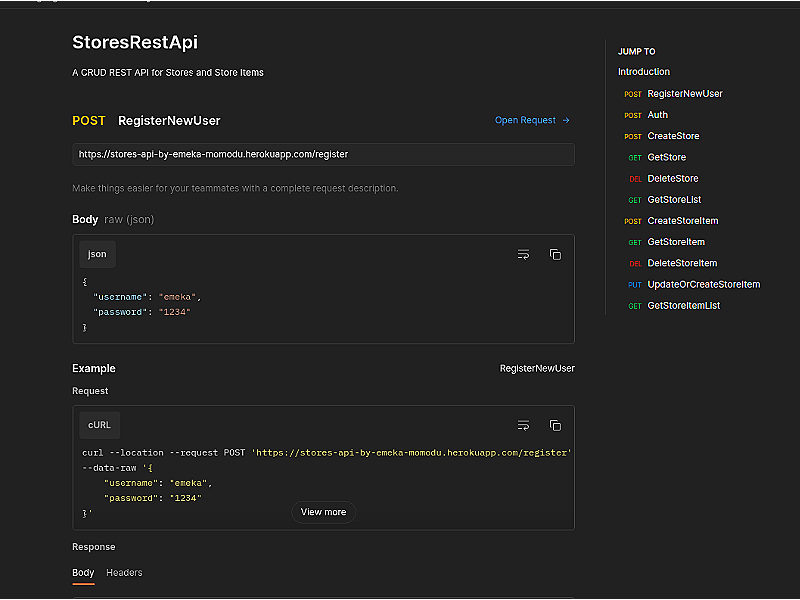 StoresRestApi
A CRUD REST API for Stores and Store Items
POST RegisterNewUser
Open Request →
https://stores-api-by-emeka-momodu.herokuapp.com/register
Make things easier for your teammates with a complete request description.
Body raw (json)
json
{
"username": "emeka",
"password": "1234"
}
Example
RegisterNewUser
Request
cURL
curl --location --request POST 'https://stores-api-by-emeka-momodu.herokuapp.com/register'
--data-raw '{
"username": "emeka",
"password": "1234"
}'
View more
Response
Body Headers
JUMP TO
Introduction
POST RegisterNewUser
POST Auth
POST CreateStore
GET GetStore
DEL DeleteStore
GET GetStoreList
POST CreateStoreItem
GET GetStoreItem
DEL DeleteStoreItem
PUT UpdateOrCreateStoreItem
GET GetStoreItemList